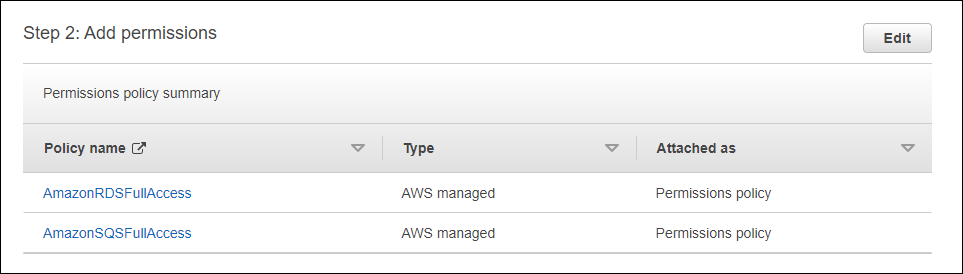 Step 2: Add permissions
Edit
Permissions policy summary
Policy name Type Attached as
AmazonRDSFullAccess AWS managed Permissions policy
AmazonSQSFullAccess AWS managed Permissions policy